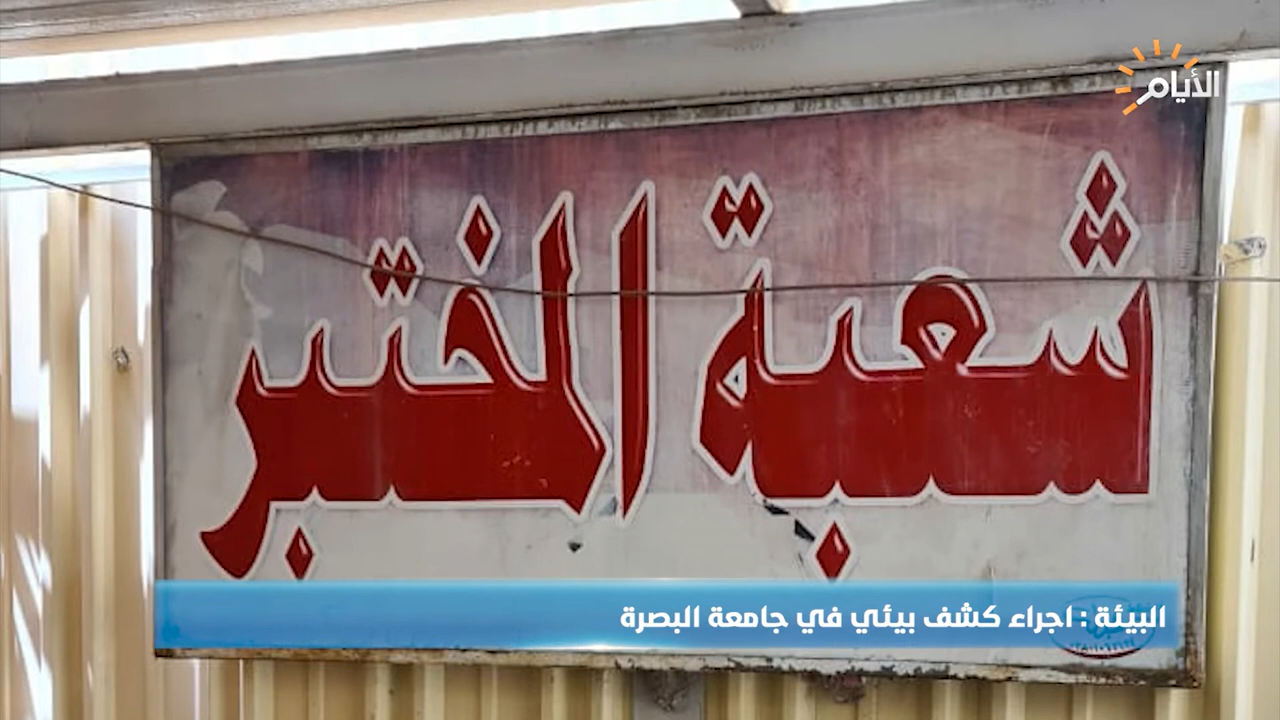 الأيام
شعبة المختبر
البيئة : اجراء كشف بيئي في جامعة البصرة